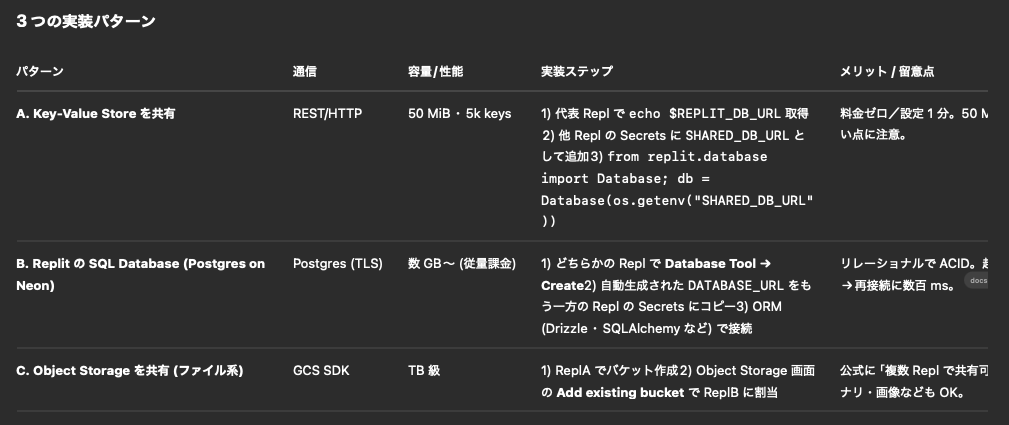 3つの実装パターン
パターン 通信 容量/性能 実装ステップ メリット / 留意点
A. Key-Value Store を共有 REST/HTTP 50 MiB・5k keys 1) 代表 Repl で echo $REPLIT_DB_URL 取得 料金ゼロ／設定 1 分。50 M
2) 他 Repl の Secrets に SHARED_DB_URL と い点に注意。
して追加3) from replit.database
import Database; db =
Database(os.getenv("SHARED_DB_URL"
))
B. Replit の SQL Database (Postgres on Postgres (TLS) 数 GB〜 (従量課金) 1) どちらかの Repl で Database Tool → リレーショナルで ACID。
Neon) Create2) 自動生成された DATABASE_URL をも →再接続に数百 ms。 docs
う一方の Repl の Secrets にコピー3) ORM
(Drizzle・SQLAlchemy など) で接続
C. Object Storage を共有 (ファイル系) GCS SDK TB 級 1) ReplA でバケット作成2) Object Storage 画面 公式に「複数 Repl で共有可
の Add existing bucket で ReplB に割当 ナリ・画像なども OK。